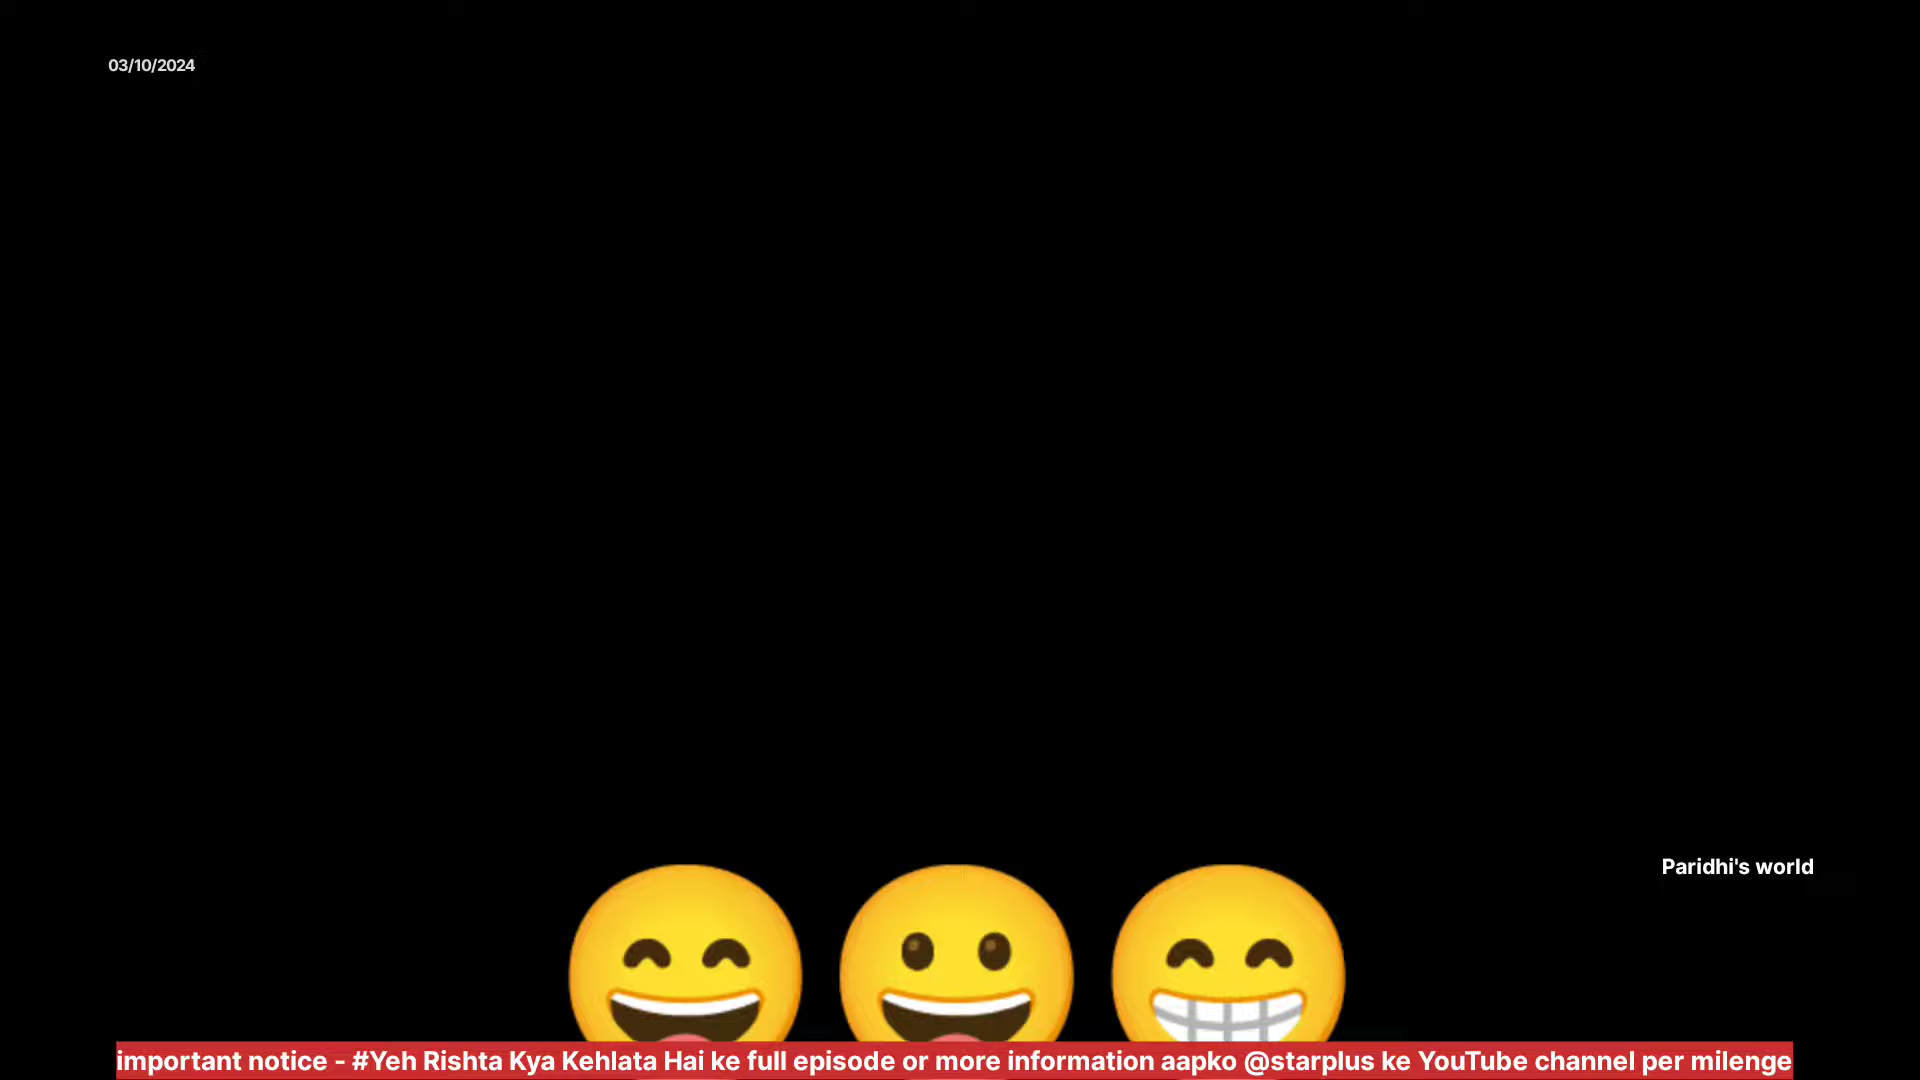 03/10/2024
Paridhi's world
important notice - #Yeh Rishta Kya Kehlata Hai ke full episode or more information aapko @starplus ke YouTube channel per milenge